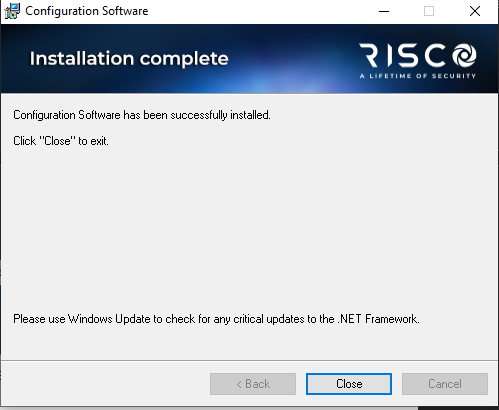 Configuration Software
Installation complete
RISCO
A LIFETIME OF SECURITY
Configuration Software has been successfully installed.
Click "Close" to exit.
Please use Windows Update to check for any critical updates to the .NET Framework.
< Back
Close
Cancel